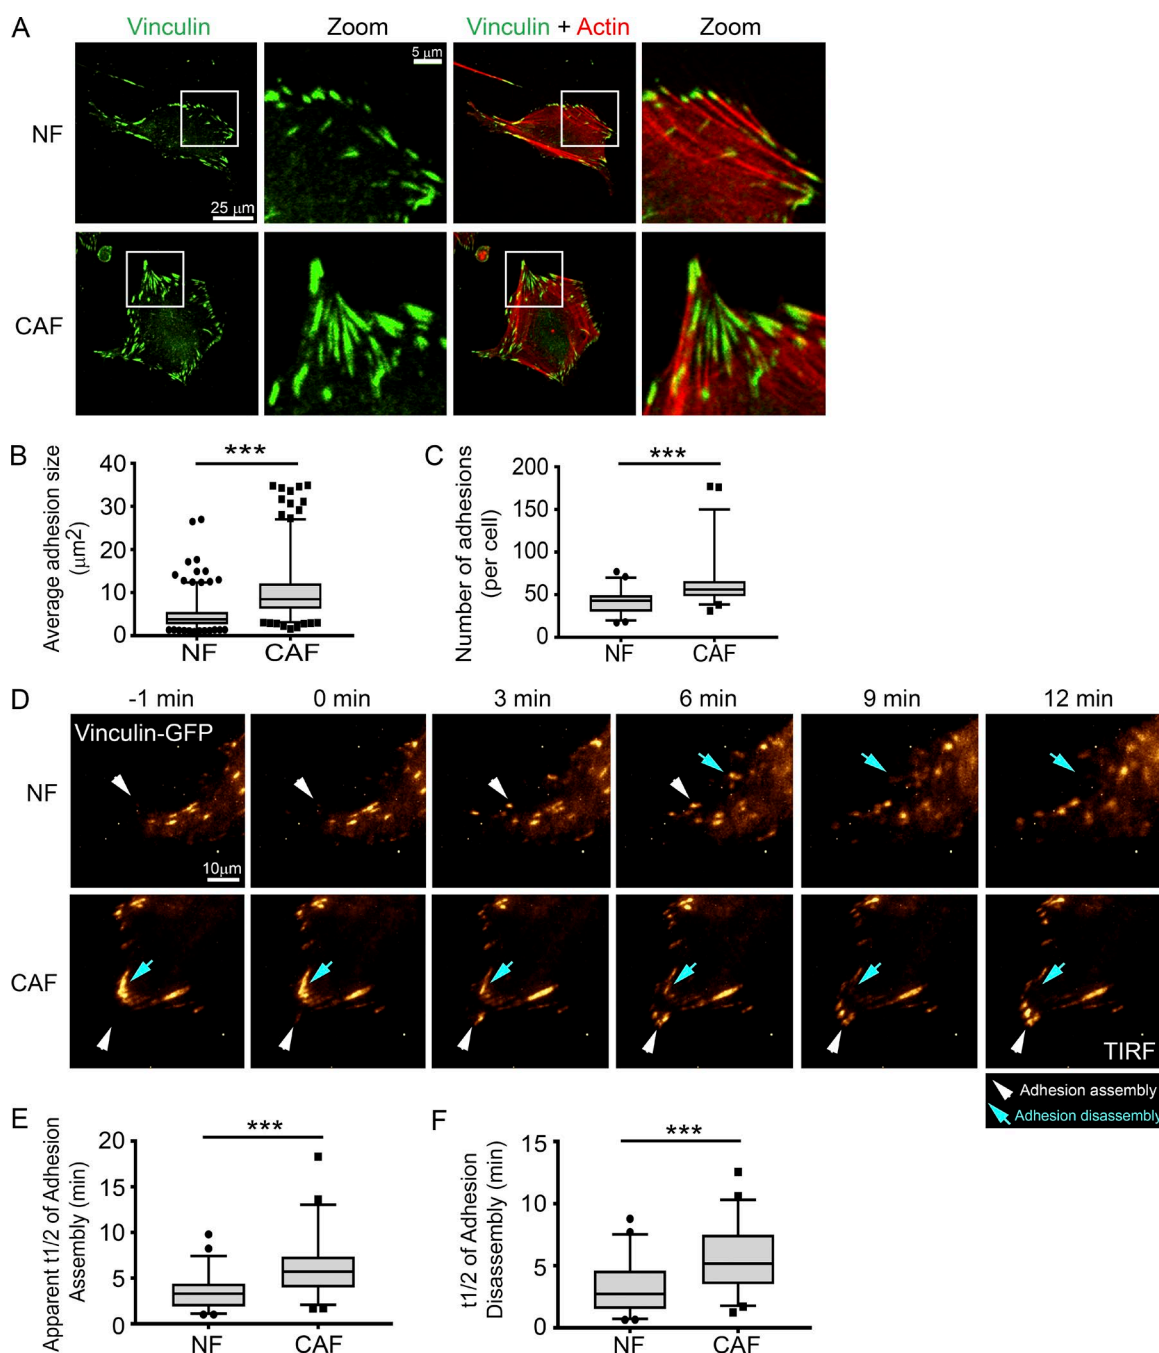 A
Vinculin
Zoom
Vinculin + Actin
Zoom
NF
25 µm
5 µm
CAF
B
Average adhesion size
(µm2)
40
30
20
10
0
***
NF
CAF
C
Number of adhesions
(per cell)
200
150
100
50
0
***
NF
CAF
D
-1 min
0 min
3 min
6 min
9 min
12 min
Vinculin-GFP
NF
10µm
CAF
TIRF
Adhesion assembly
Adhesion disassembly
E
Apparent t1/2 of Adhesion
Assembly (min)
20
15
10
5
0
***
NF
CAF
F
t1/2 of Adhesion
Disassembly (min)
15
10
5
0
***
NF
CAF